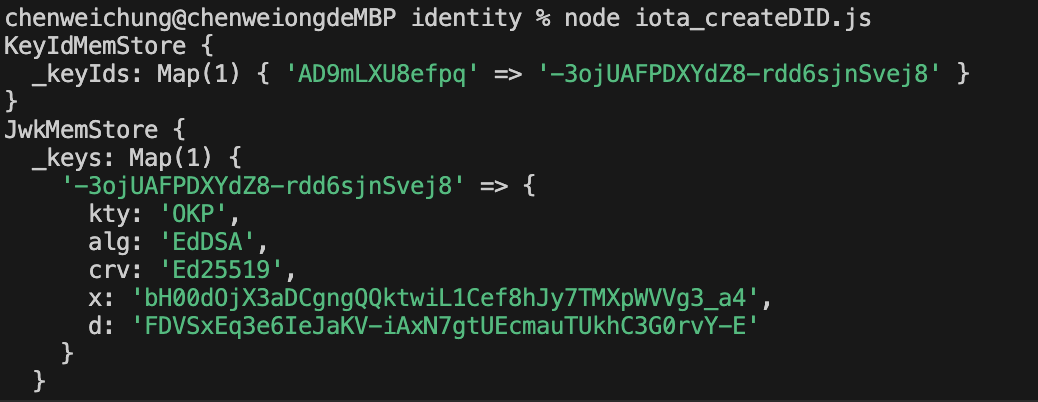 chenweichung@chenweiongdeMBP identity % node iota_createDID.js
KeyIdMemStore {
  _keyIds: Map(1) { 'AD9mLXU8efpq' => '-3ojUAFPDXYdZ8-rdd6sjnSvej8' }
}
JwkMemStore {
  _keys: Map(1) {
    '-3ojUAFPDXYdZ8-rdd6sjnSvej8' => {
      kty: 'OKP',
      alg: 'EdDSA',
      crv: 'Ed25519',
      x: 'bH00dOjX3aDCgngQQktwiL1Cef8hJy7TMXpWVVg3_a4',
      d: 'FDVSxEq3e6IeJaKV-iAxN7gtUEcmauTUkhC3G0rvY-E'
    }
  }